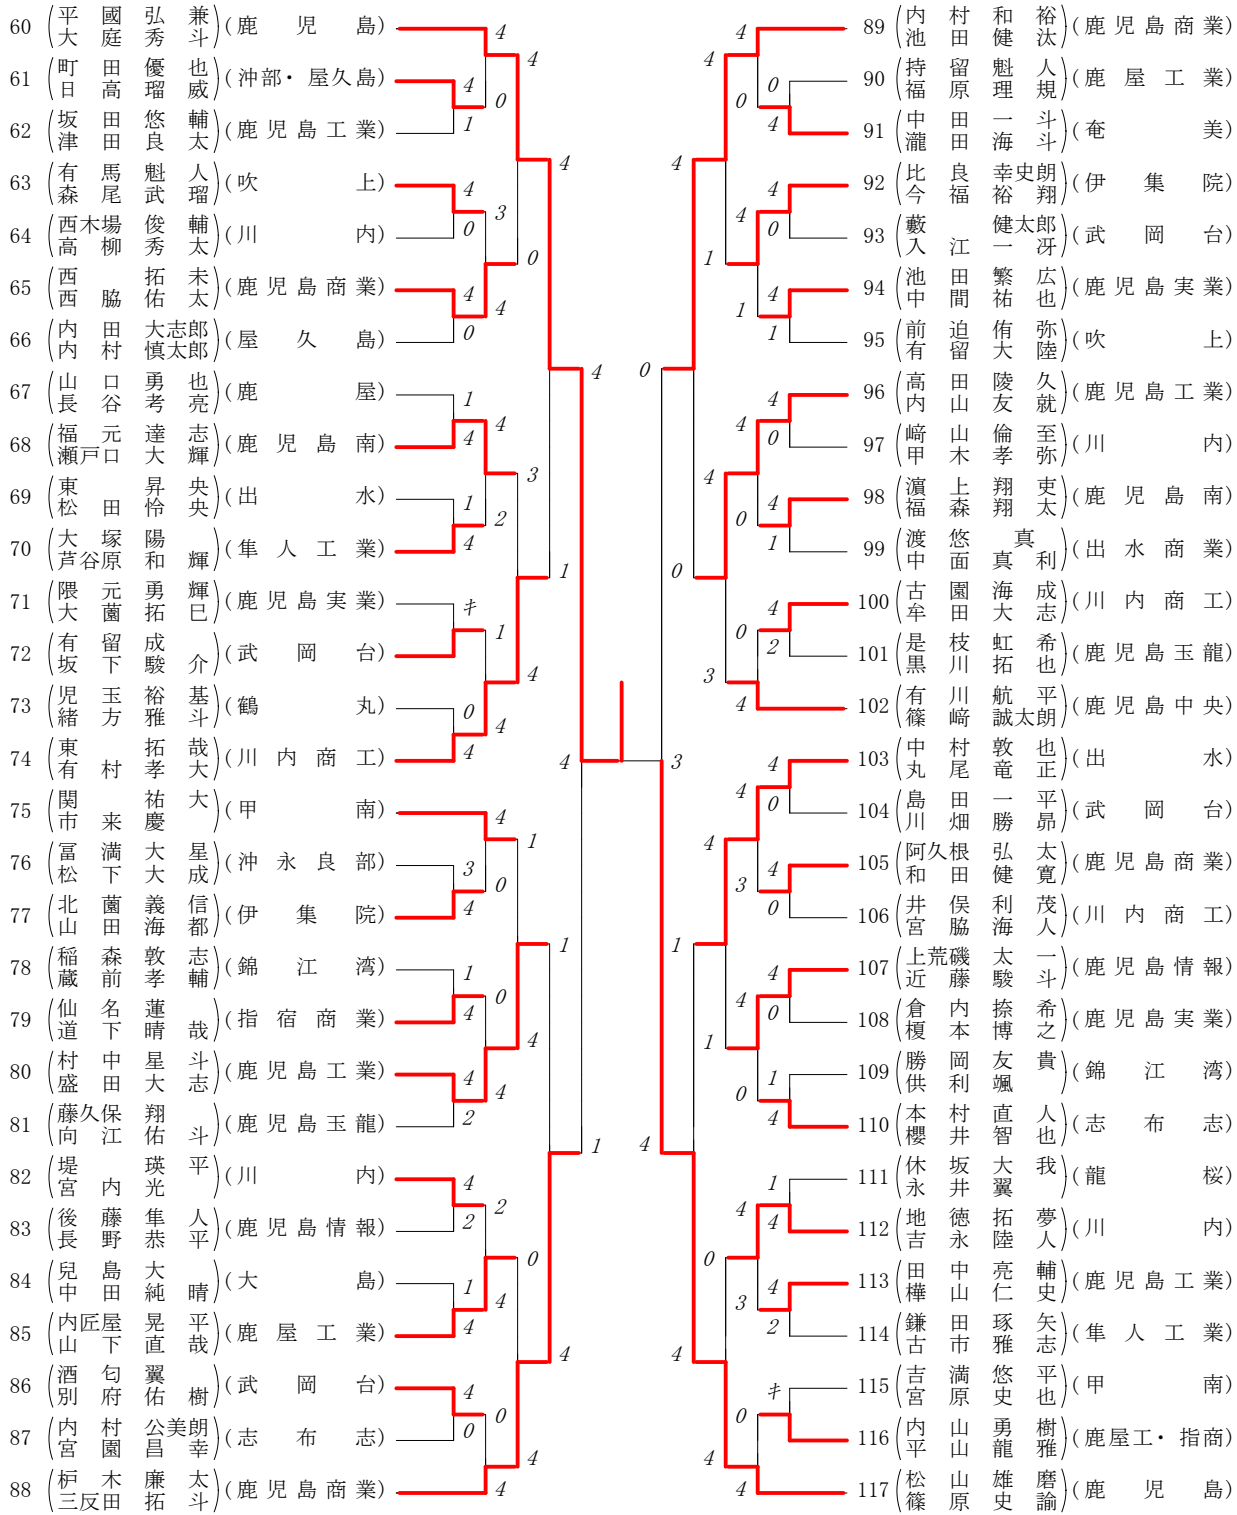 60 (平國弘兼 大庭秀斗) (鹿児島)
61 (町田優也 日高瑠威) (沖部・屋久島)
62 (坂田悠輔 津田良太) (鹿児島工業)
63 (有馬魁人 森尾武瑠) (吹上)
64 (西木場俊輔 高柳秀太) (川内)
65 (西拓未 西脇佑太) (鹿児島商業)
66 (内田大志郎 内村慎太郎) (屋久島)
67 (山口勇也 長谷考亮) (鹿屋)
68 (福元達志 瀬戸口大輝) (鹿児島南)
69 (東昇央 松田怜央) (出水)
70 (大塚陽 芦谷原和輝) (隼人工業)
71 (隈元勇輝 大薗拓巳) (鹿児島実業)
72 (有留成 坂下駿介) (武岡台)
73 (児玉裕基 緒方雅斗) (鶴丸)
74 (東拓哉 有村孝大) (川内商工)
75 (関祐大 市来慶) (甲南)
76 (冨満大星 松下大成) (沖永良部)
77 (北薗義信 山田海都) (伊集院)
78 (稲森敦志 蔵前孝輔) (錦江湾)
79 (仙名蓮 道下晴哉) (指宿商業)
80 (村中星斗 盛田大志) (鹿児島工業)
81 (藤久保翔 向江佑斗) (鹿児島玉龍)
82 (堤瑛平 宮内光) (川内)
83 (後藤隼人 長野恭平) (鹿児島情報)
84 (兒島大 中田純晴) (大島)
85 (内匠屋晃平 山下直哉) (鹿屋工業)
86 (酒匂翼 別府佑樹) (武岡台)
87 (内村公美朗 宮園昌幸) (志布志)
88 (枦木廉太 三反田拓斗) (鹿児島商業)
4
4
4
0
1
4
4
3
0
0
4
4
0
4
1
4
4
3
1
2
4
1
キ
1
4
0
4
4
4
4
1
3
0
4
1
1
0
4
4
4
4
2
1
4
2
2
0
1
4
4
4
4
0
0
4
4
89 (内村和裕 池田健汰) (鹿児島商業)
90 (持留魁人 福原理規) (鹿屋工業)
91 (中田一斗 瀧田海斗) (奄美)
92 (比良幸史朗 今福裕翔) (伊集院)
93 (藪健太郎 入江一冴) (武岡台)
94 (池田繁広 中間祐也) (鹿児島実業)
95 (前迫侑弥 有留大陸) (吹上)
96 (高田陵久 内山友就) (鹿児島工業)
97 (﨑山倫至 甲木孝弥) (川内)
98 (濵上翔吏 福森翔太) (鹿児島南)
99 (渡悠真 中面真利) (出水商業)
100 (古園海成 牟田大志) (川内商工)
101 (是枝虹希 黒川拓也) (鹿児島玉龍)
102 (有川航平 篠﨑誠太朗) (鹿児島中央)
103 (中村敦也 丸尾竜正) (出水)
104 (島田一平 川畑勝昴) (武岡台)
105 (阿久根弘太 和田健寛) (鹿児島商業)
106 (井俣利茂 宮脇海人) (川内商工)
107 (上荒磯太一 近藤駿斗) (鹿児島情報)
108 (倉内捺希 榎本博之) (鹿児島実業)
109 (勝岡友貴 供利颯) (錦江湾)
110 (本村直人 櫻井智也) (志布志)
111 (休坂大我 永井翼) (龍桜)
112 (地徳拓夢 吉永陸人) (川内)
113 (田中亮輔 樺山仁史) (鹿児島工業)
114 (鎌田琢矢 古市雅志) (隼人工業)
115 (吉満悠平 宮原史也) (甲南)
116 (内山勇樹 平山龍雅) (鹿屋工・指商)
117 (松山雄磨 篠原史諭) (鹿児島)
4
4
0
0
4
4
4
4
0
1
1
4
1
0
4
0
4
4
0
1
0
4
0
2
3
4
3
4
4
0
4
4
3
0
1
4
4
0
1
1
0
4
4
1
4
4
0
4
3
2
4
キ
0
4
4